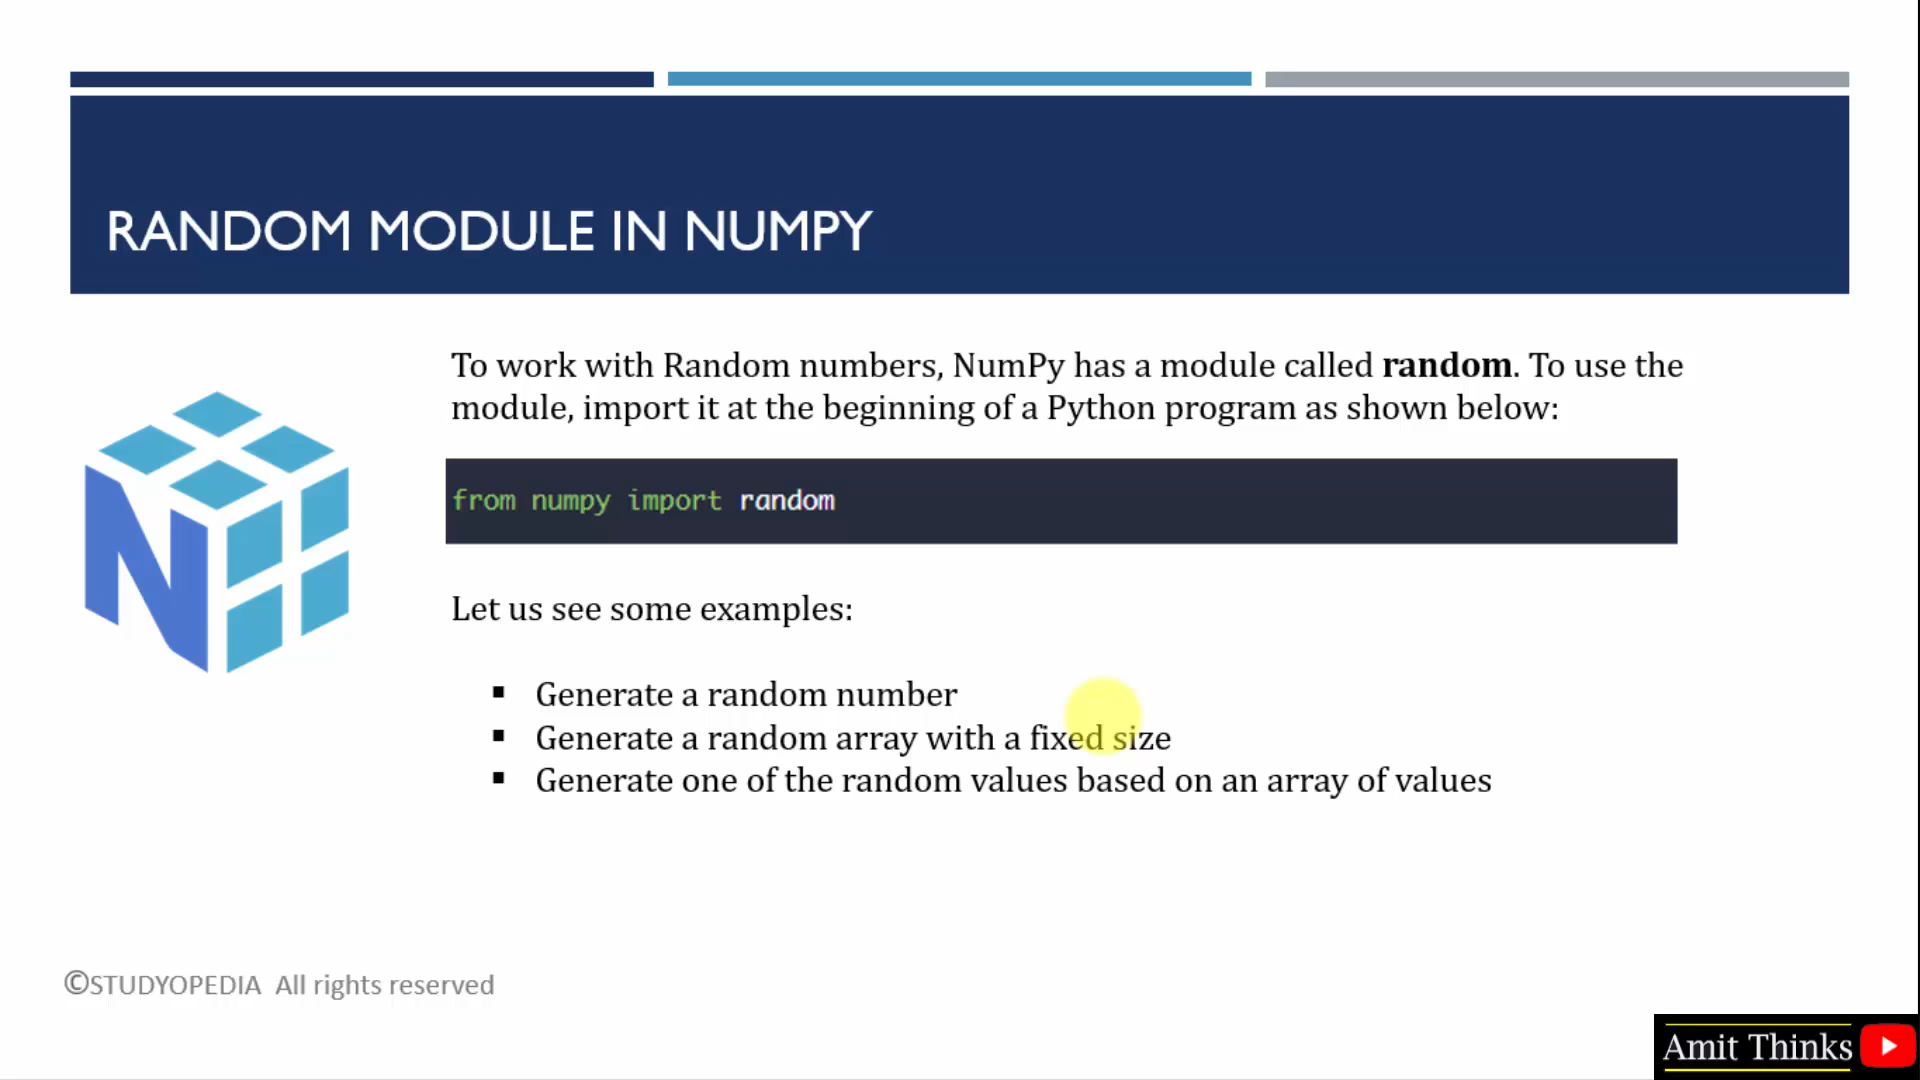 RANDOM MODULE IN NUMPY
To work with Random numbers, NumPy has a module called random. To use the
module, import it at the beginning of a Python program as shown below:
from numpy import random
Let us see some examples:
▪ Generate a random number
▪ Generate a random array with a fixed size
▪ Generate one of the random values based on an array of values
©STUDYOPEDIA All rights reserved
Amit Thinks